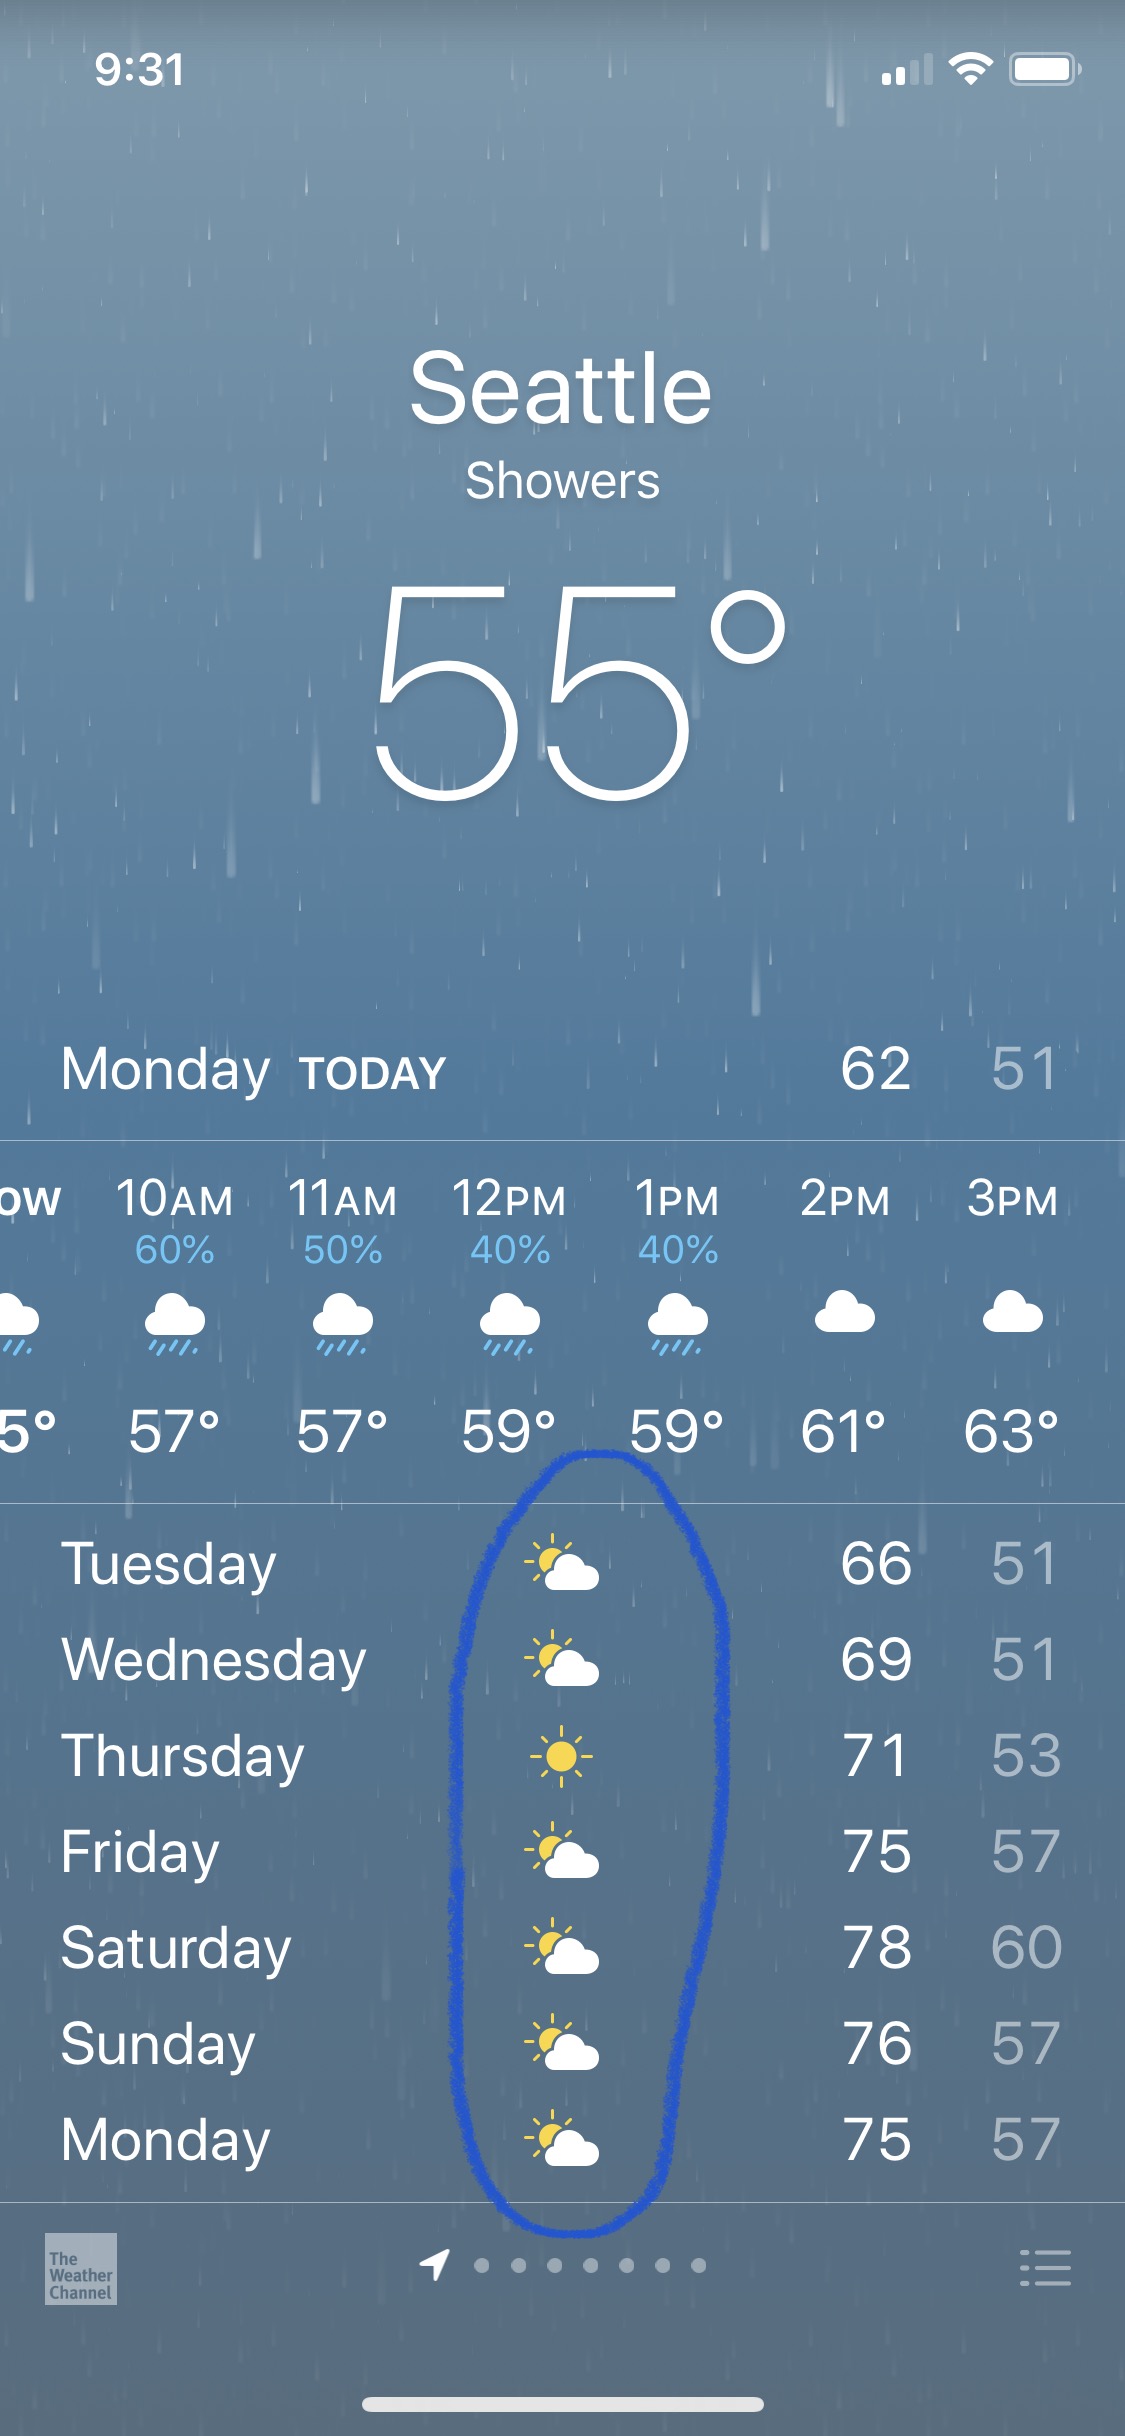 9:31
Seattle
Showers
55°
Monday TODAY 62 51
ow 10AM 11AM 12PM 1PM 2PM 3PM
60% 50% 40% 40%
5° 57° 57° 59° 59° 61° 63°
Tuesday 66 51
Wednesday 69 51
Thursday 71 53
Friday 75 57
Saturday 78 60
Sunday 76 57
Monday 75 57
The
Weather
Channel